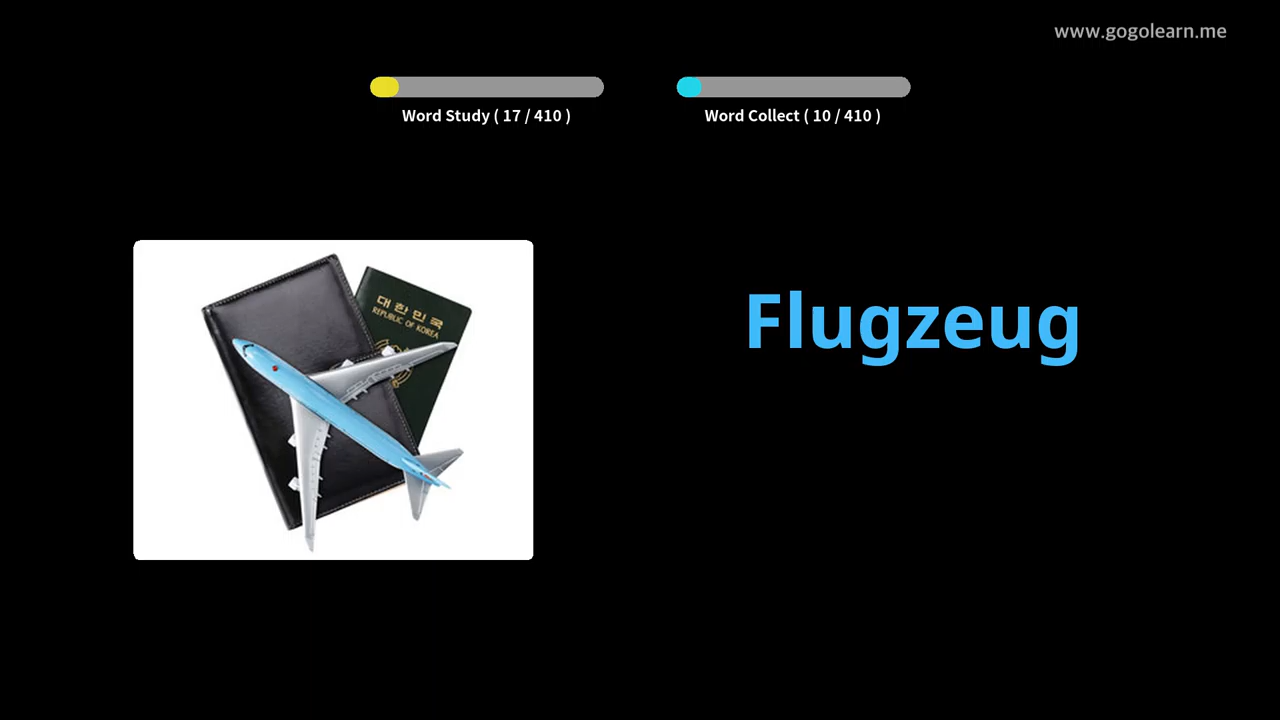 www.gogolearn.me
Word Study ( 17 / 410 )
Word Collect ( 10 / 410 )
대한민국
REPUBLIC OF KOREA
Flugzeug